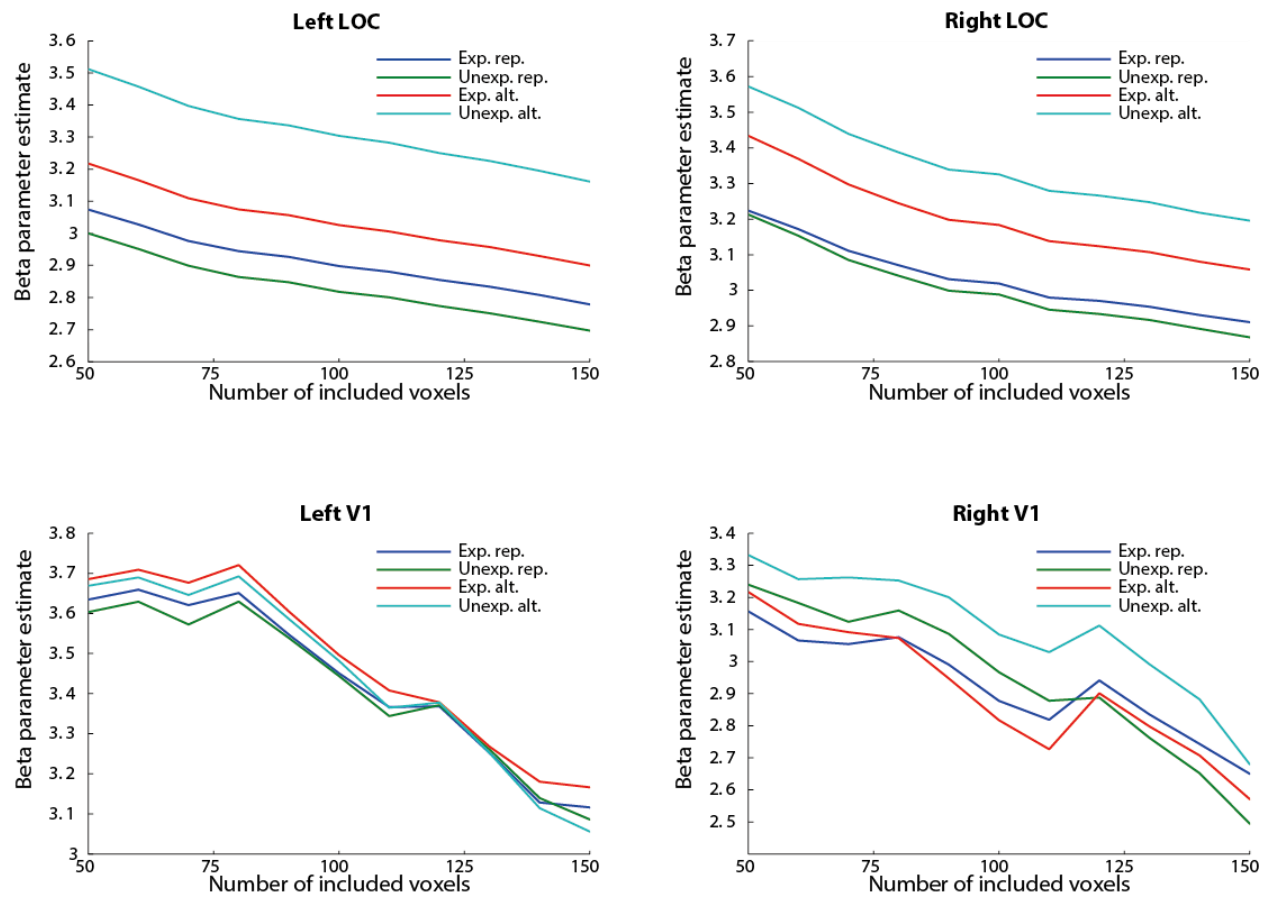 Left LOC
Beta parameter estimate
3.6
3.5
3.4
3.3
3.2
3.1
3
2.9
2.8
2.7
2.6
Exp. rep.
Unexp. rep.
Exp. alt.
Unexp. alt.
50 75 100 125 150
Number of included voxels
Right LOC
Beta parameter estimate
3.7
3.6
3.5
3.4
3.3
3.2
3.1
3
2.9
2.8
Exp. rep.
Unexp. rep.
Exp. alt.
Unexp. alt.
50 75 100 125 150
Number of included voxels
Left V1
Beta parameter estimate
3.8
3.7
3.6
3.5
3.4
3.3
3.2
3.1
3
Exp. rep.
Unexp. rep.
Exp. alt.
Unexp. alt.
50 75 100 125 150
Number of included voxels
Right V1
Beta parameter estimate
3.4
3.3
3.2
3.1
3
2.9
2.8
2.7
2.6
2.5
Exp. rep.
Unexp. rep.
Exp. alt.
Unexp. alt.
50 75 100 125 150
Number of included voxels